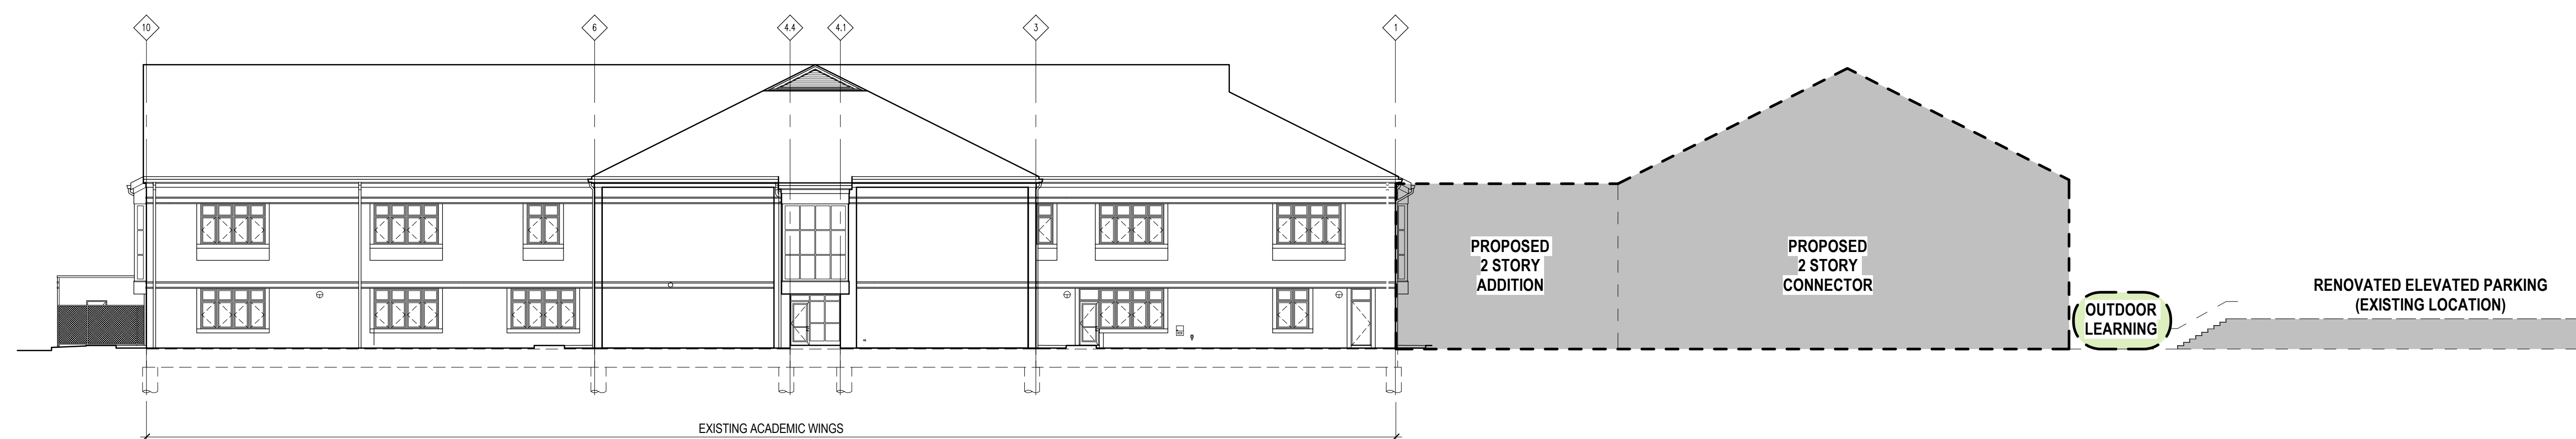 10
6
4.4
4.1
3
1
PROPOSED
2 STORY
ADDITION
PROPOSED
2 STORY
CONNECTOR
OUTDOOR
LEARNING
RENOVATED ELEVATED PARKING
(EXISTING LOCATION)
EXISTING ACADEMIC WINGS